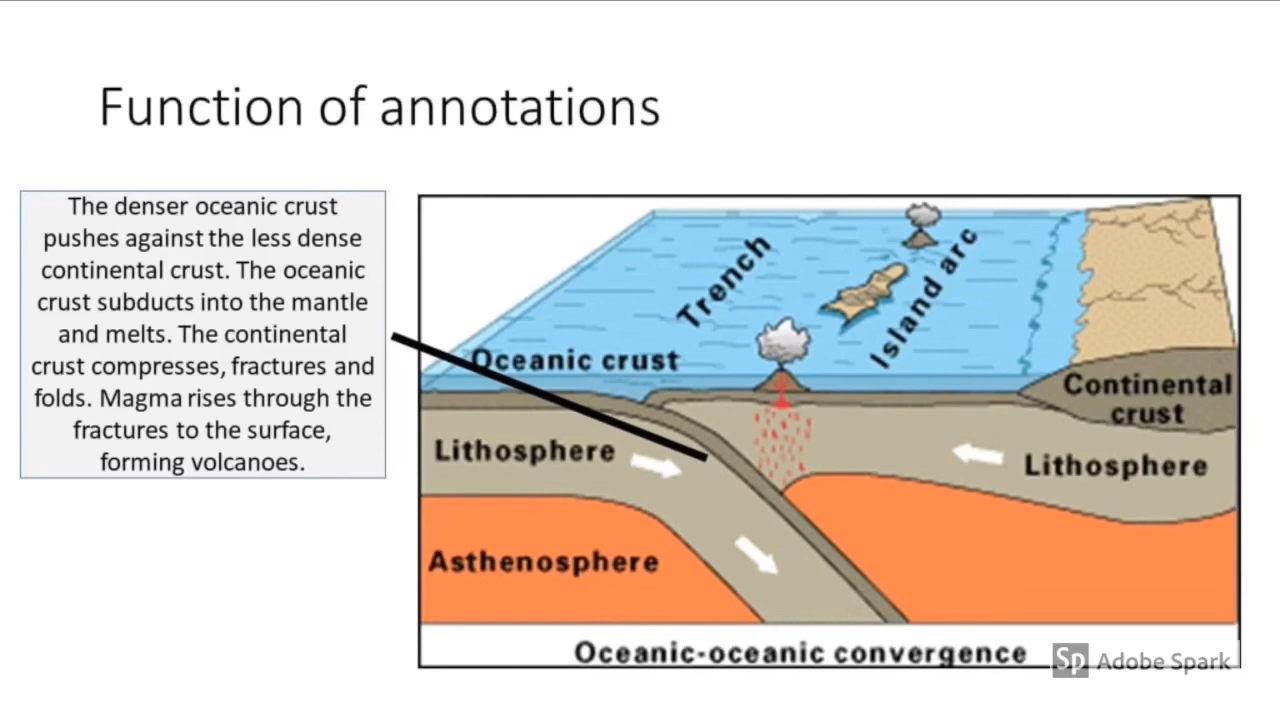 Function of annotations
The denser oceanic crust
pushes against the less dense
continental crust. The oceanic
crust subducts into the mantle
and melts. The continental
crust compresses, fractures and
folds. Magma rises through the
fractures to the surface,
forming volcanoes.
Trench
Island arc
Oceanic crust
Continental
crust
Lithosphere
Lithosphere
Asthenosphere
Oceanic-oceanic convergence
Sp Adobe Spark